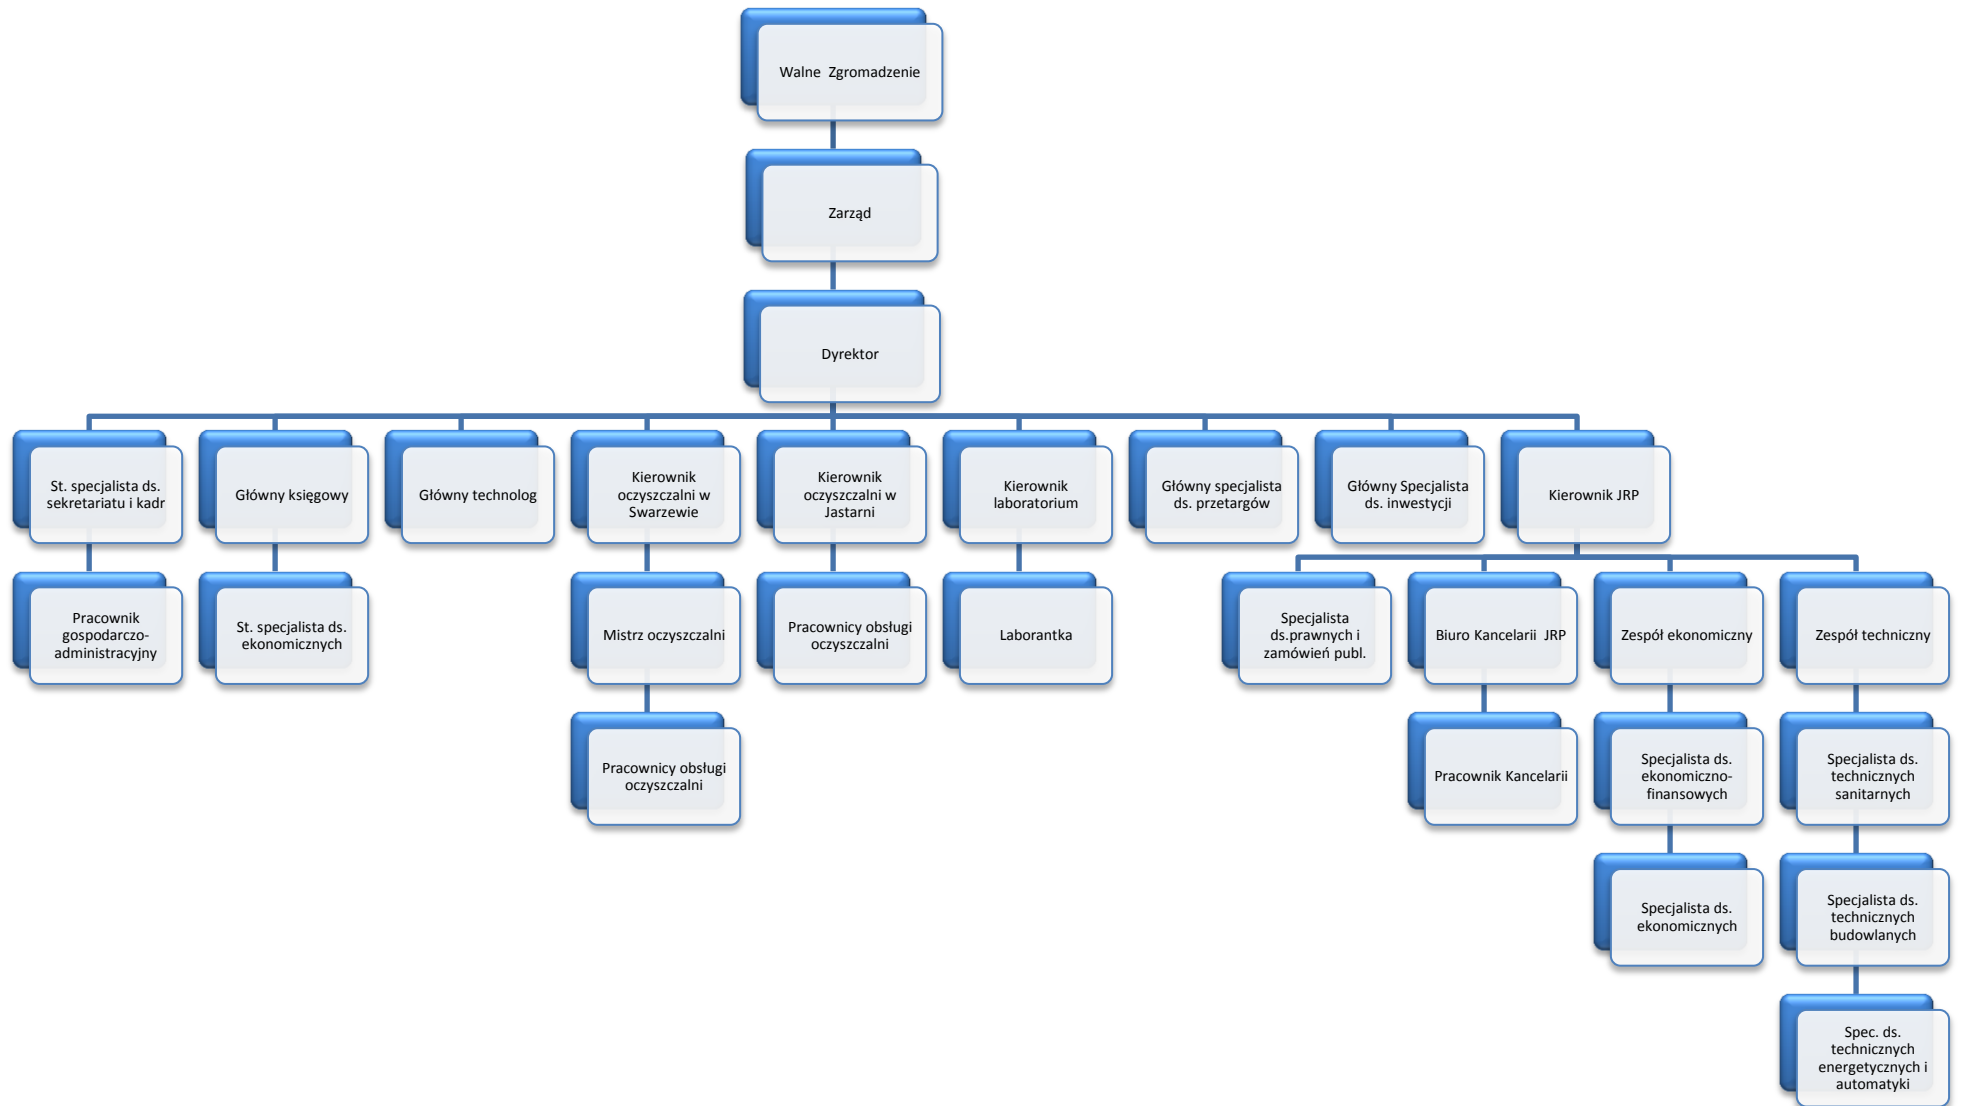 Walne  Zgromadzenie
Zarząd
Dyrektor
St. specjalista ds.
sekretariatu i kadr
Główny księgowy
Główny technolog
Kierownik
oczyszczalni w
Swarzewie
Kierownik
oczyszczalni w
Jastarni
Kierownik
laboratorium
Główny specjalista
ds. przetargów
Główny Specjalista
ds. inwestycji
Kierownik JRP
Pracownik
gospodarczo-
administracyjny
St. specjalista ds.
ekonomicznych
Mistrz oczyszczalni
Pracownicy obsługi
oczyszczalni
Laborantka
Specjalista
ds.prawnych i
zamówień publ.
Biuro Kancelarii  JRP
Zespół ekonomiczny
Zespół techniczny
Pracownicy obsługi
oczyszczalni
Pracownik Kancelarii
Specjalista ds.
ekonomiczno-
finansowych
Specjalista ds.
technicznych
sanitarnych
Specjalista ds.
ekonomicznych
Specjalista ds.
technicznych
budowlanych
Spec. ds.
technicznych
energetycznych i
automatyki